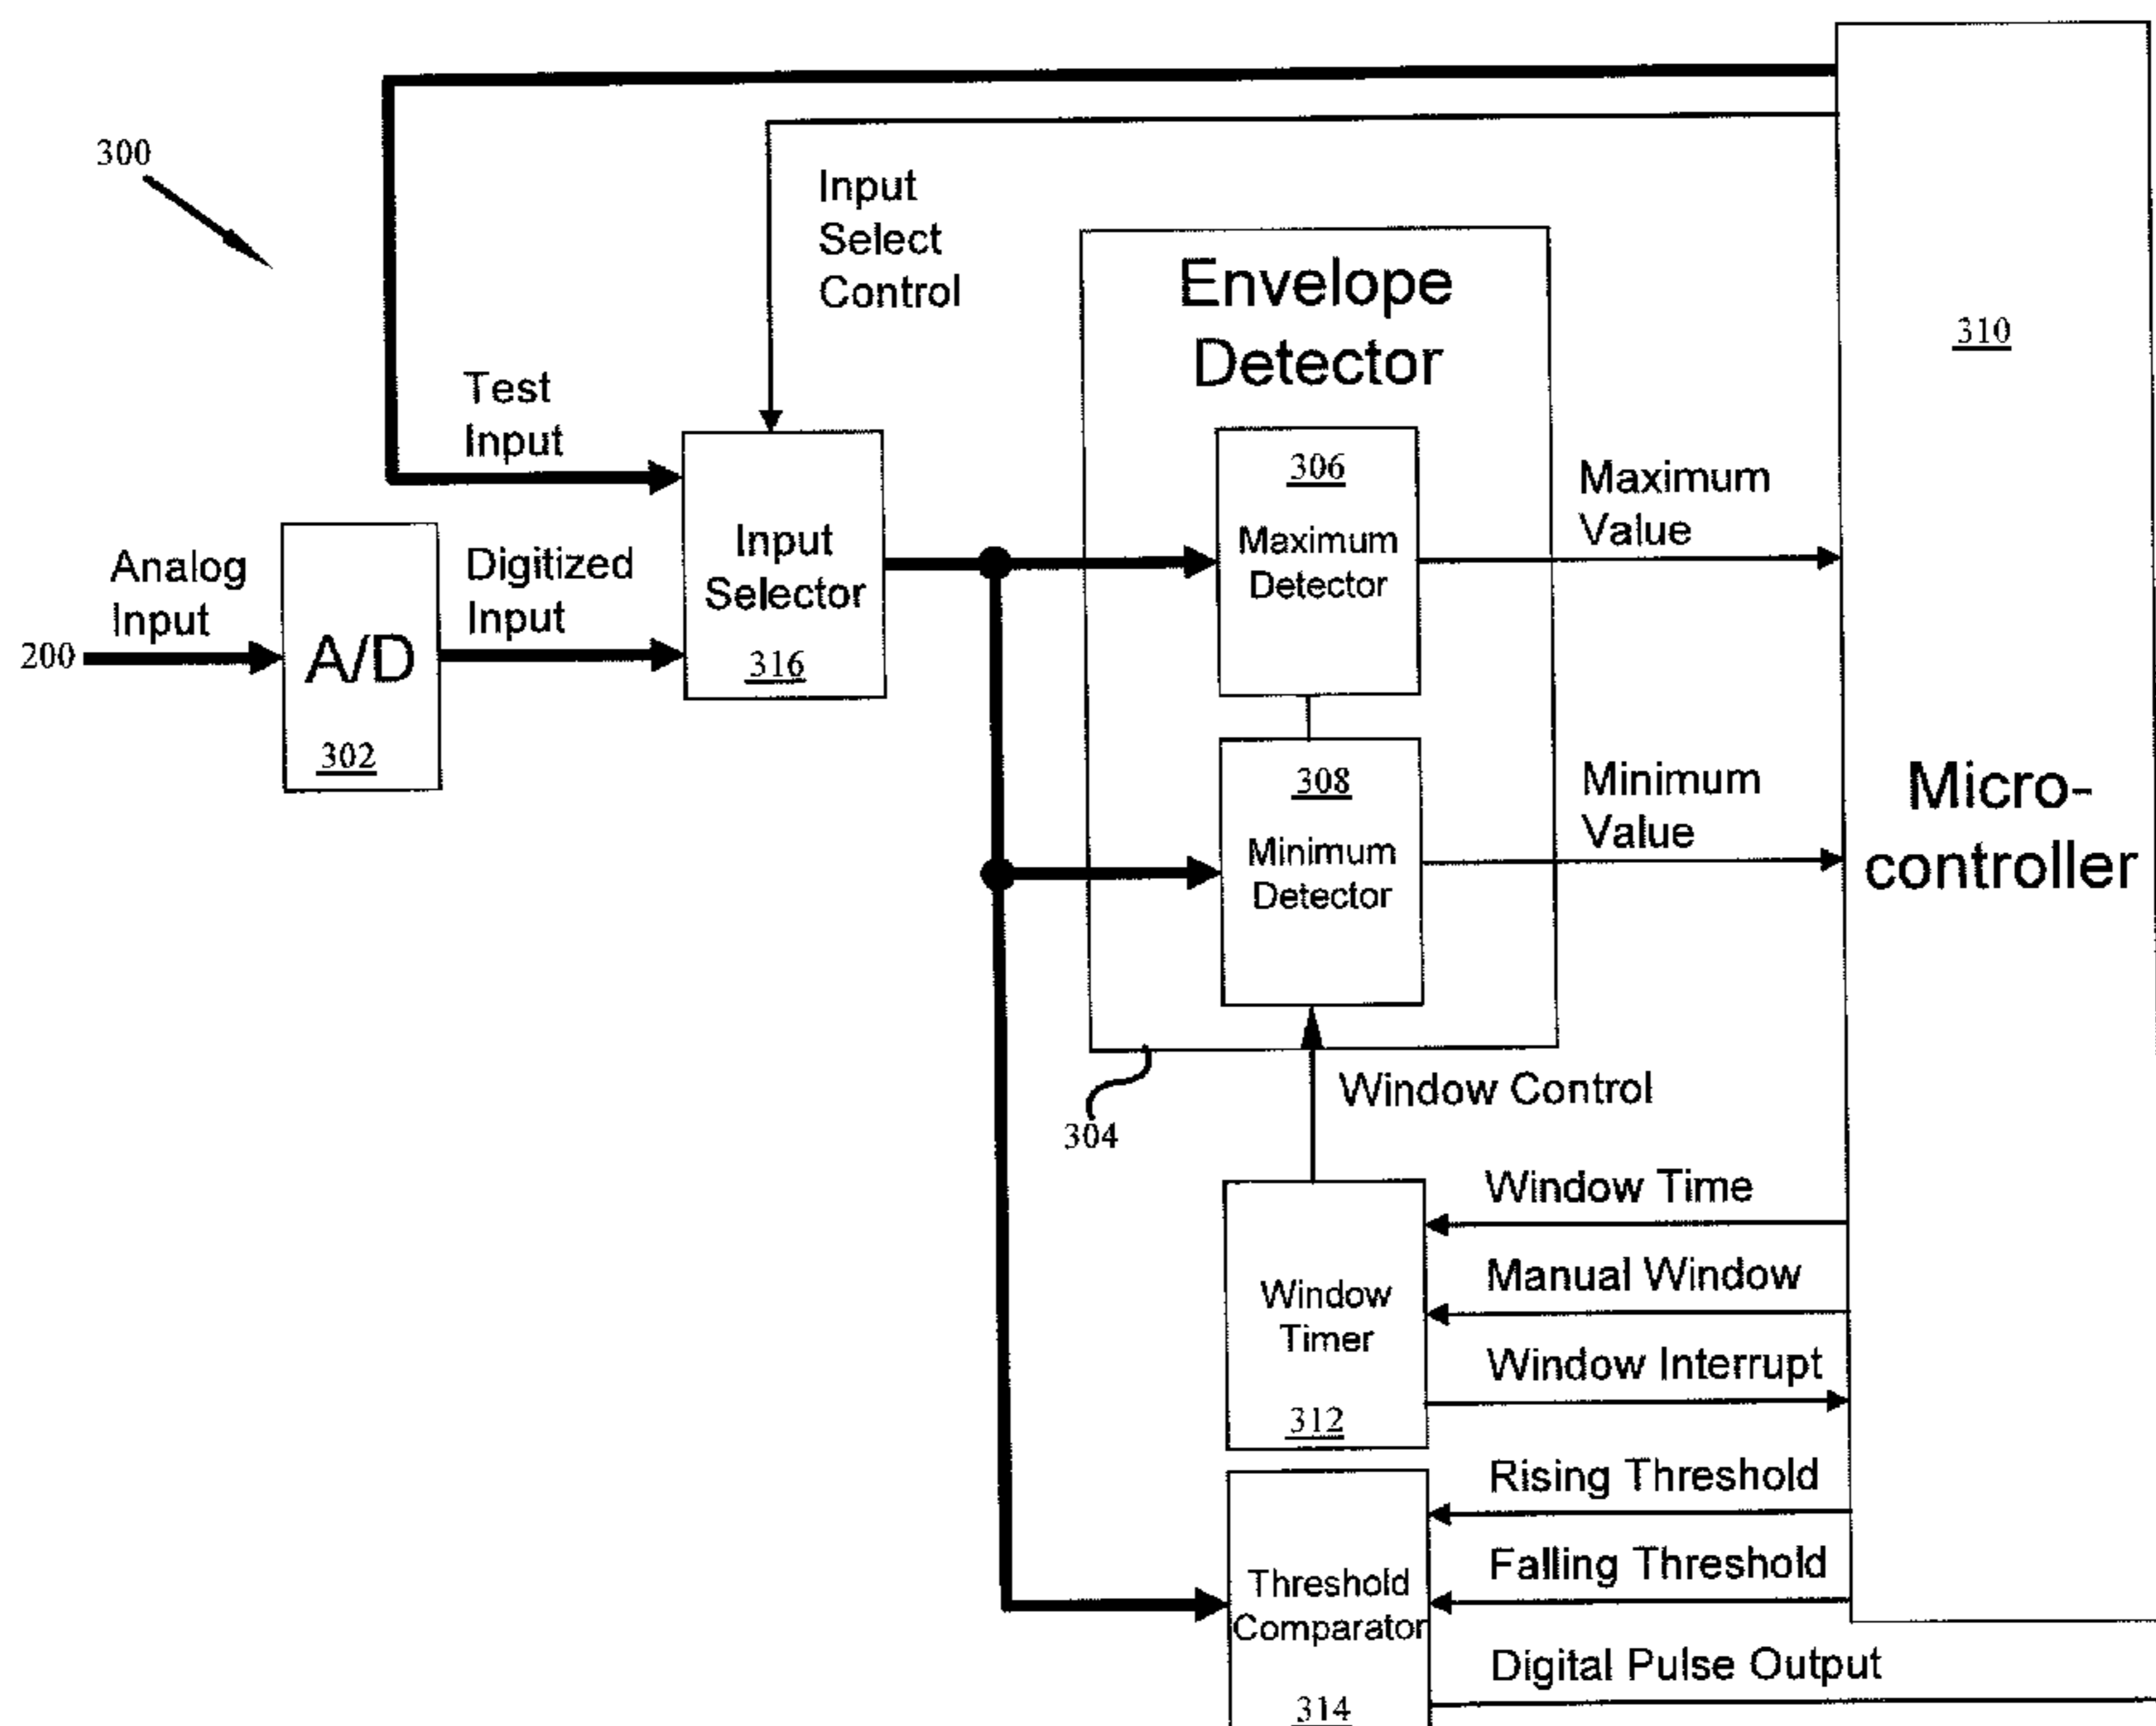 300
Input
Select
Control
Envelope
Detector
310
Test
Input
306
Maximum
Detector
Maximum
Value
Analog
Input
200
A/D
302
Digitized
Input
Input
Selector
316
308
Minimum
Detector
Minimum
Value
Micro-
controller
304
Window Control
Window Time
Manual Window
Window Interrupt
Window
Timer
312
Rising Threshold
Falling Threshold
Threshold
Comparator
314
Digital Pulse Output